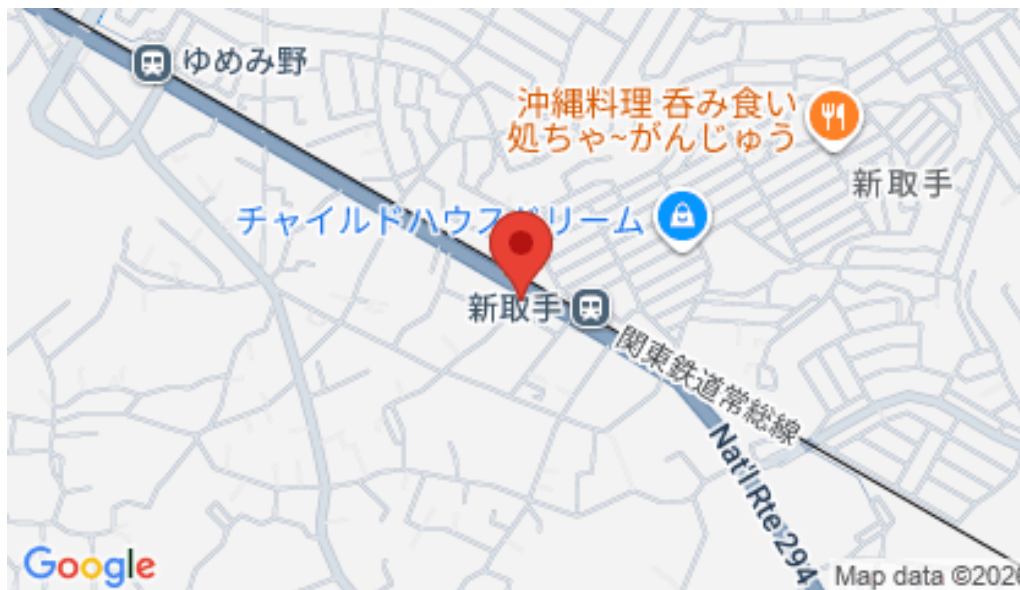 ゆめみ野
沖縄料理 呑み食い
処ちゃ~がんじゅう
新取手
チャイルドハウスドリーム
新取手
関東鉄道常総線
Nat'l Rte 294
Google
Map data ©2026